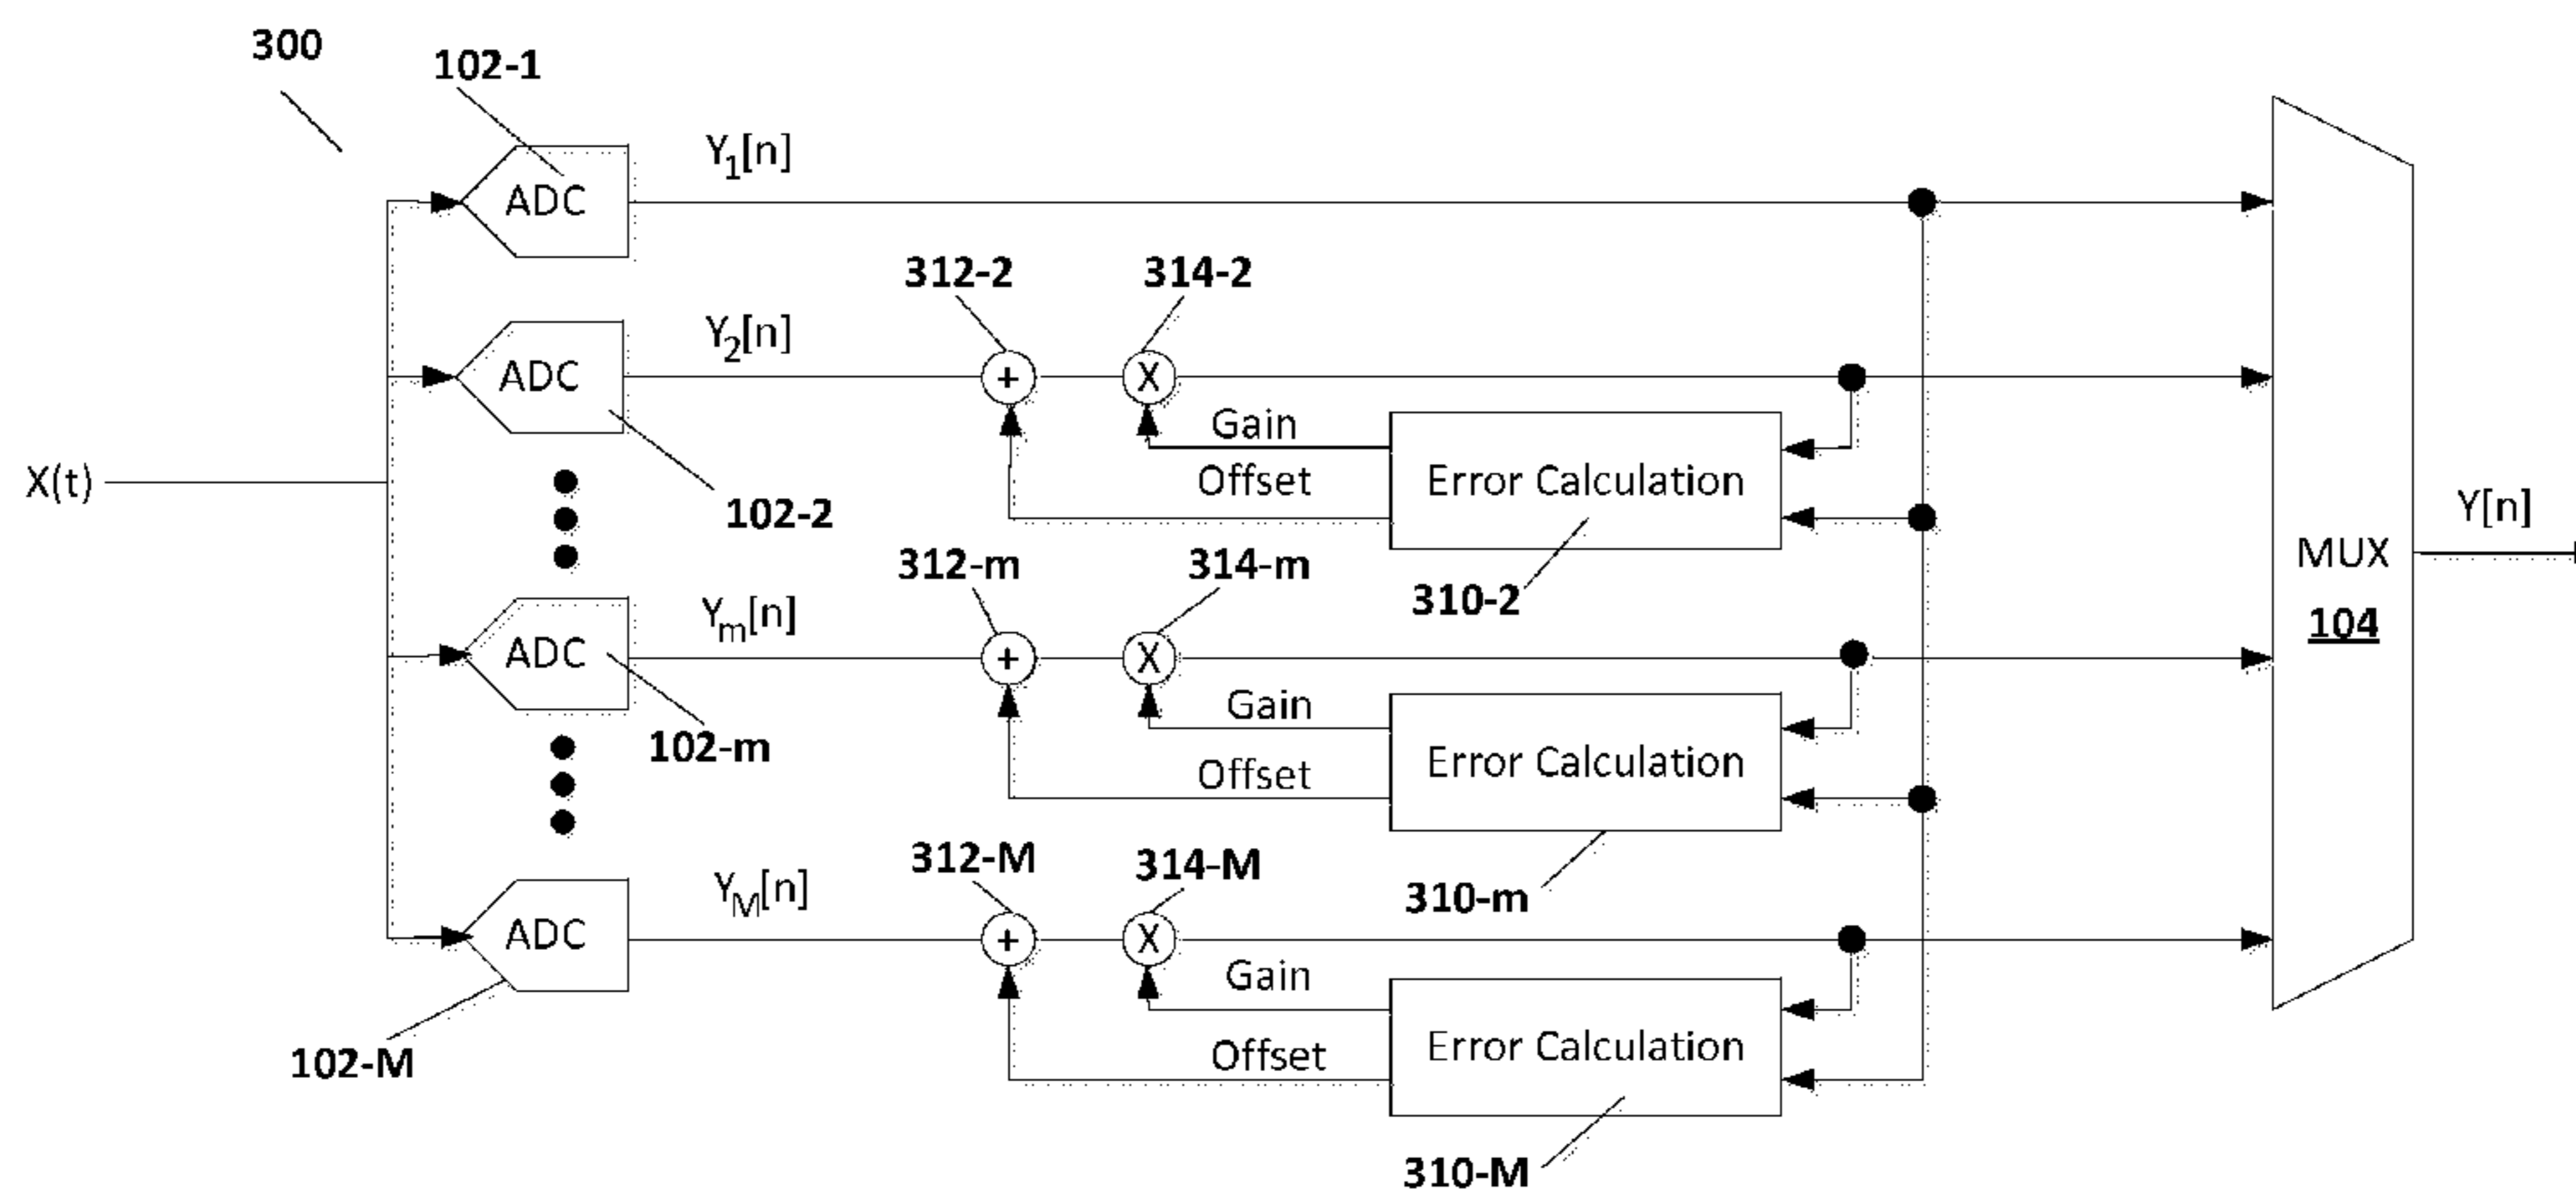 300
102-1
ADC
Y1[n]
312-2
314-2
ADC
Y2[n]
+
X
Gain
Offset
Error Calculation
X(t)
102-2
310-2
Y[n]
MUX
104
312-m
314-m
ADC
Ym[n]
+
X
Gain
Offset
Error Calculation
102-m
310-m
312-M
314-M
ADC
YM[n]
+
X
Gain
Offset
Error Calculation
102-M
310-M